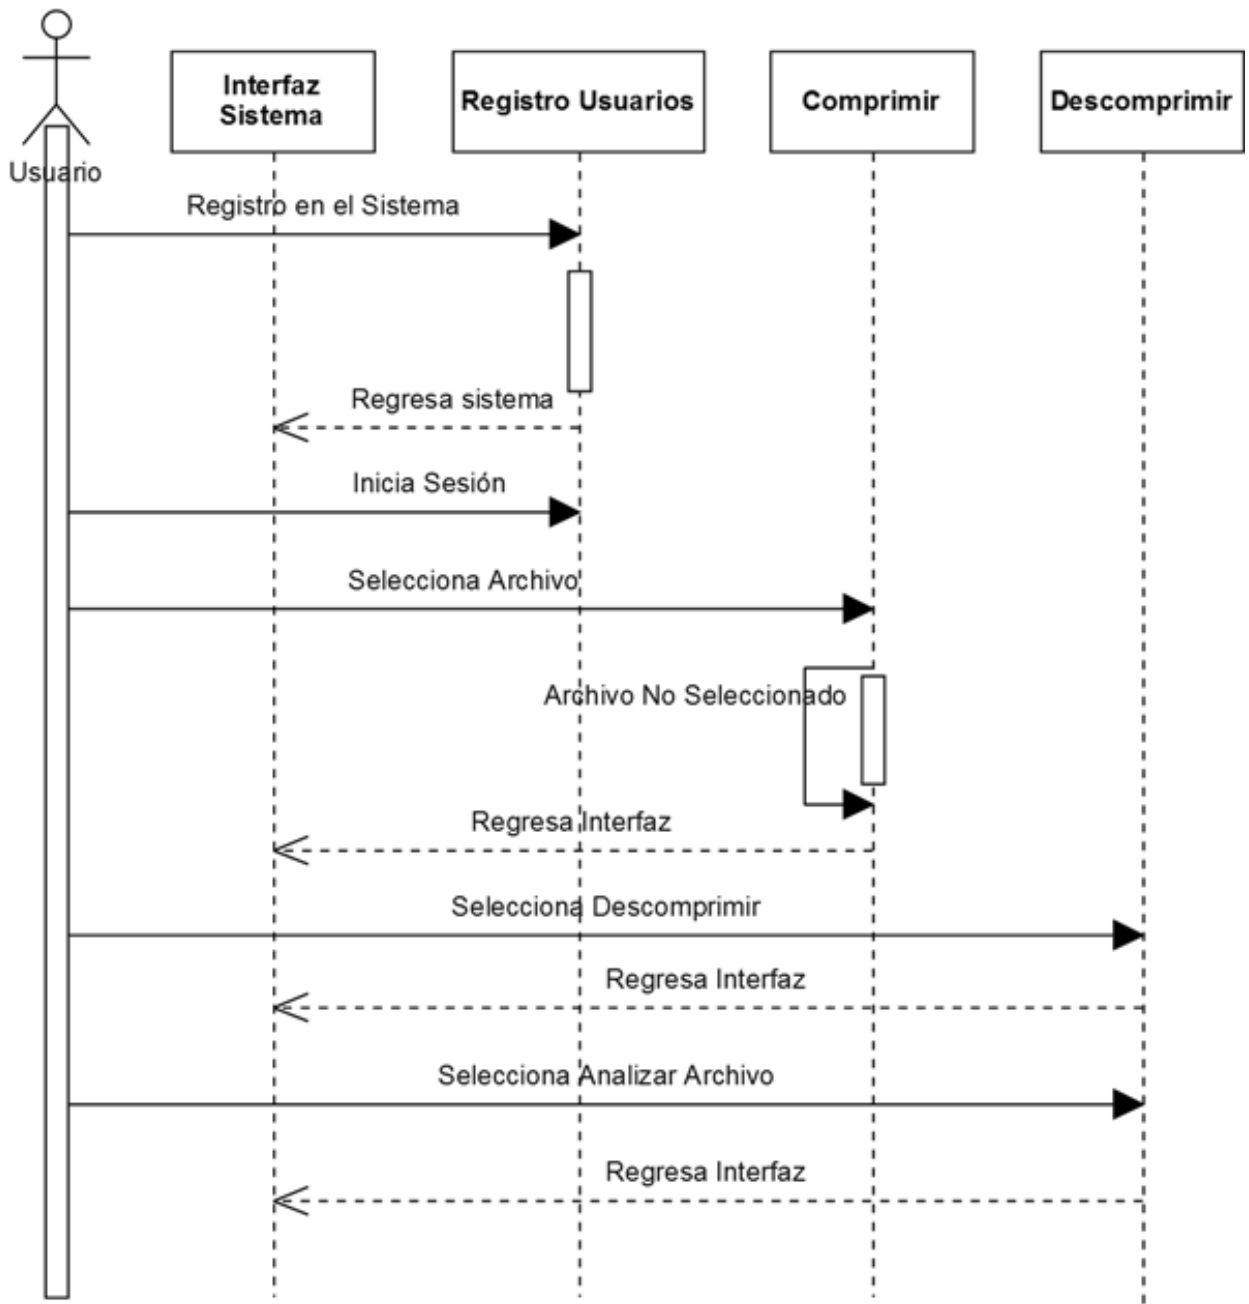 Interfaz
Sistema
Registro Usuarios
Comprimir
Descomprimir
Usuario
Registro en el Sistema
Regresa sistema
Inicia Sesión
Selecciona Archivo
Archivo No Seleccionado
Regresa Interfaz
Selecciona Descomprimir
Regresa Interfaz
Selecciona Analizar Archivo
Regresa Interfaz